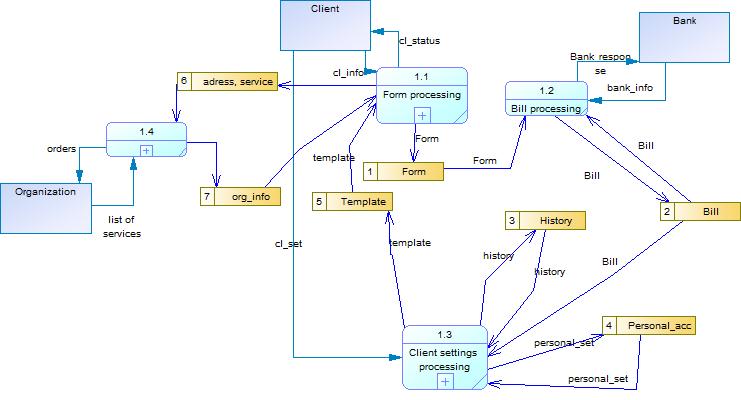 Client
Bank
cl_status
Bank respon
se
cl_info
6 adress, service
1.1
Form processing
bank_info
1.2
Bill processing
1.4
orders
Form
template
Form
Bill
Bill
1 Form
Organization
7 org_info
5 Template
list of
services
3 History
2 Bill
cl_set
template
history
history
Bill
1.3
Client settings
processing
4 Personal_acc
personal_set
personal_set